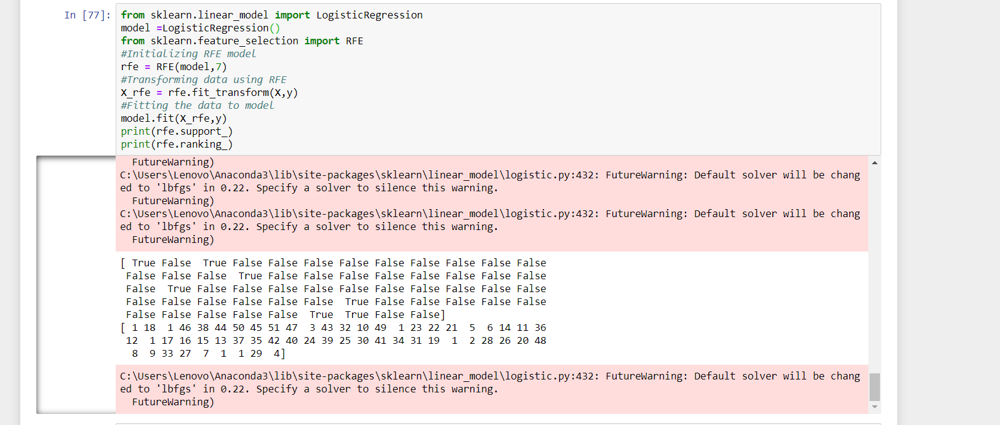 In [77]:
from sklearn.linear_model import LogisticRegression
model =LogisticRegression()
from sklearn.feature_selection import RFE
#Initializing RFE model
rfe = RFE(model,7)
#Transforming data using RFE
X_rfe = rfe.fit_transform(X,y)
#Fitting the data to model
model.fit(X_rfe,y)
print(rfe.support_)
print(rfe.ranking_)
  FutureWarning)
C:\Users\Lenovo\Anaconda3\lib\site-packages\sklearn\linear_model\logistic.py:432: FutureWarning: Default solver will be chang
ed to 'lbfgs' in 0.22. Specify a solver to silence this warning.
  FutureWarning)
C:\Users\Lenovo\Anaconda3\lib\site-packages\sklearn\linear_model\logistic.py:432: FutureWarning: Default solver will be chang
ed to 'lbfgs' in 0.22. Specify a solver to silence this warning.
  FutureWarning)
[ True False  True False False False False False False False False False
 False False False  True False False False False False False False False
 False  True False False False False False False False False False False
 False False False False False False  True False False False False False
 False False False False False  True  True False False]
[ 1 18  1 46 38 44 50 45 51 47  3 43 32 10 49  1 23 22 21  5  6 14 11 36
 12  1 17 16 15 13 37 35 42 40 24 39 25 30 41 34 31 19  1  2 28 26 20 48
  8  9 33 27  7  1  1 29  4]
C:\Users\Lenovo\Anaconda3\lib\site-packages\sklearn\linear_model\logistic.py:432: FutureWarning: Default solver will be chang
ed to 'lbfgs' in 0.22. Specify a solver to silence this warning.
  FutureWarning)